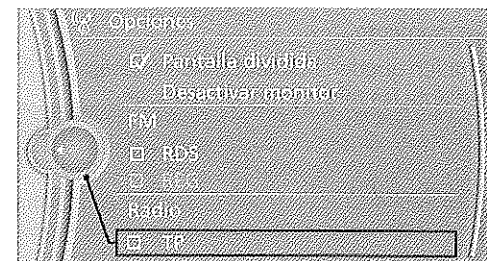 Opciones
Pantalla dividida
Desactivar monitor
FM
RDS
Radio
TP